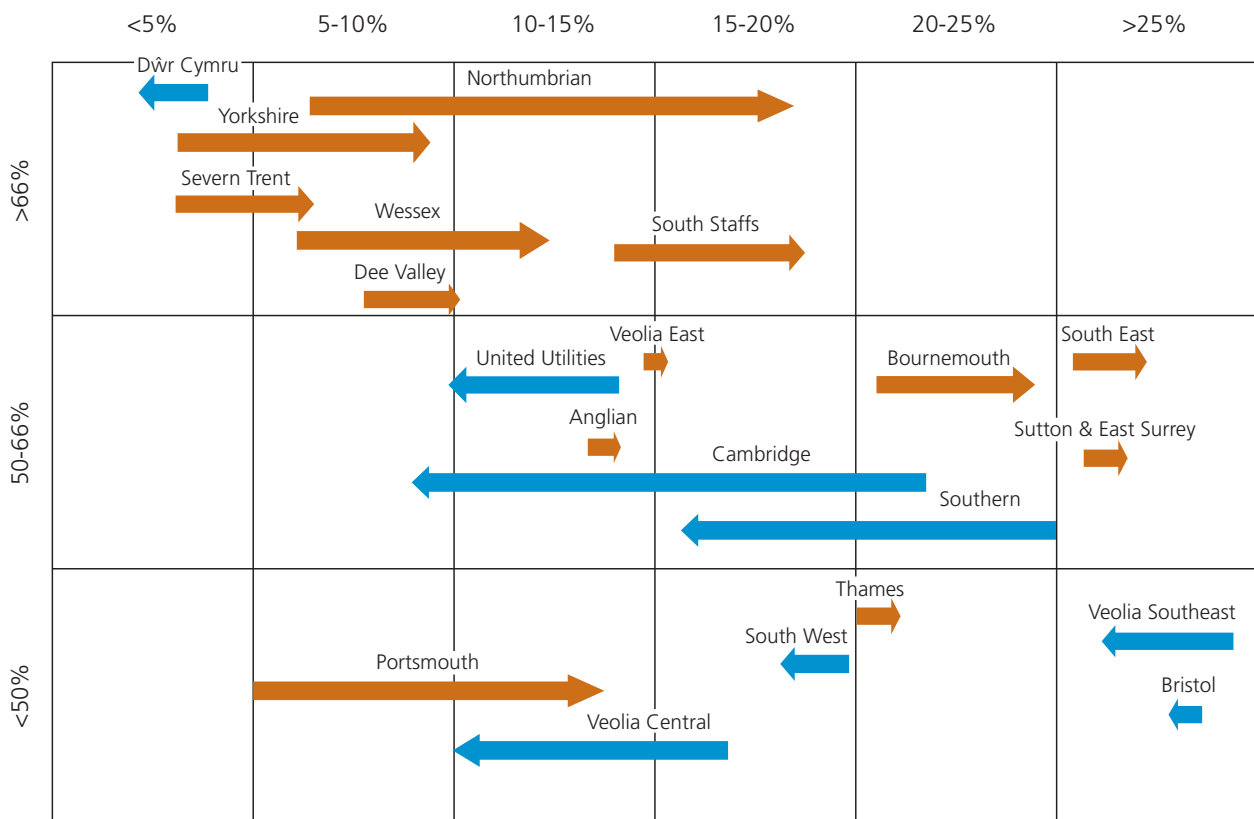 <5%
5-10%
10-15%
15-20%
20-25%
>25%
>66%
Dŵr Cymru
Northumbrian
Yorkshire
Severn Trent
Wessex
South Staffs
Dee Valley
50-66%
Veolia East
South East
United Utilities
Bournemouth
Anglian
Sutton & East Surrey
Cambridge
Southern
<50%
Thames
Veolia Southeast
South West
Portsmouth
Bristol
Veolia Central